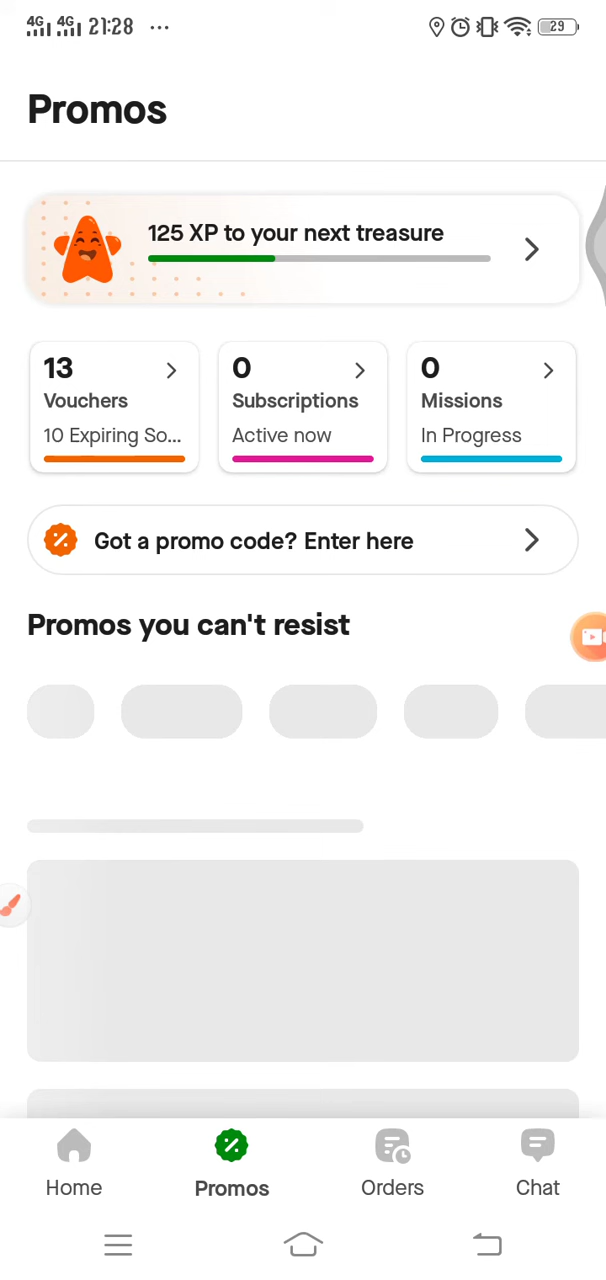 4G 4G 21:28 ... 29
Promos
125 XP to your next treasure
13
Vouchers
10 Expiring So...
0
Subscriptions
Active now
0
Missions
In Progress
Got a promo code? Enter here
Promos you can't resist
Home Promos Orders Chat